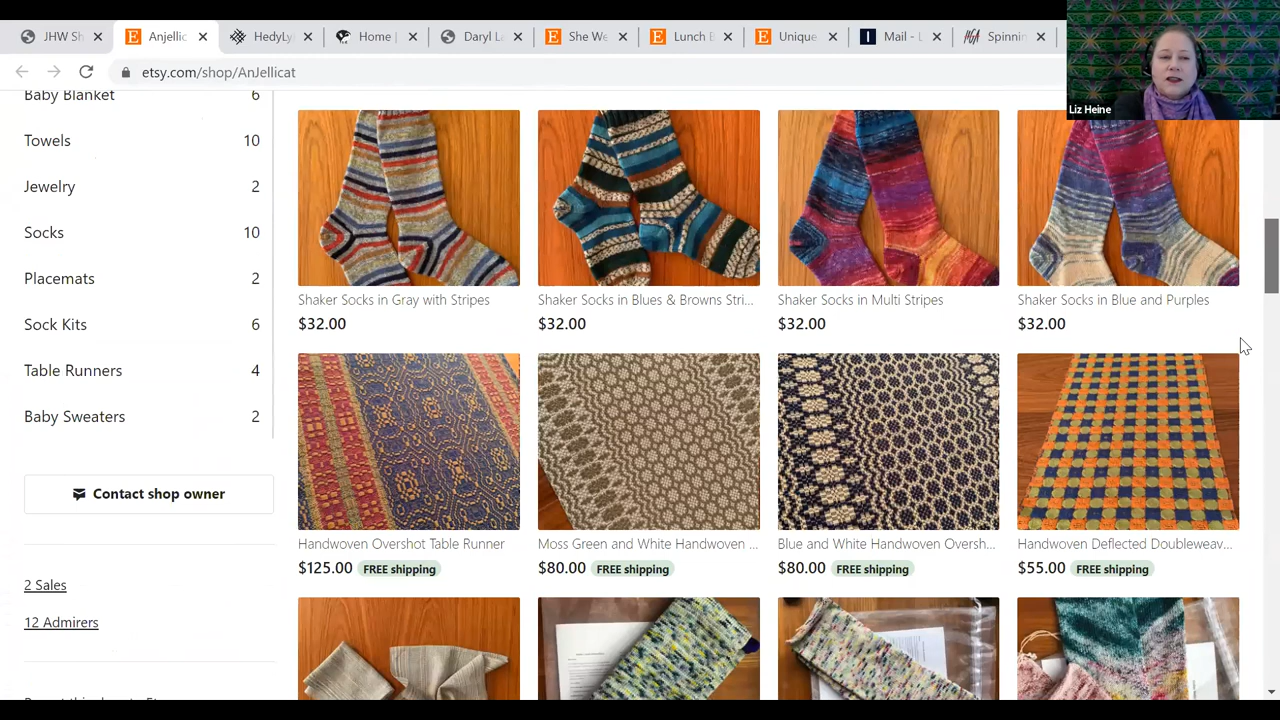 JHW Sh
Anjellic
HedyLy
Home |
Daryl L
She We
Lunch B
Unique
Mail - L
Spinnin
Liz Heine
etsy.com/shop/AnJellicat
Baby Blanket 6
Towels 10
Jewelry 2
Socks 10
Placemats 2
Sock Kits 6
Table Runners 4
Baby Sweaters 2
Contact shop owner
2 Sales
12 Admirers
Shaker Socks in Gray with Stripes
$32.00
Shaker Socks in Blues & Browns Stri...
$32.00
Shaker Socks in Multi Stripes
$32.00
Shaker Socks in Blue and Purples
$32.00
Handwoven Overshot Table Runner
$125.00 FREE shipping
Moss Green and White Handwoven ...
$80.00 FREE shipping
Blue and White Handwoven Oversh...
$80.00 FREE shipping
Handwoven Deflected Doubleweav...
$55.00 FREE shipping